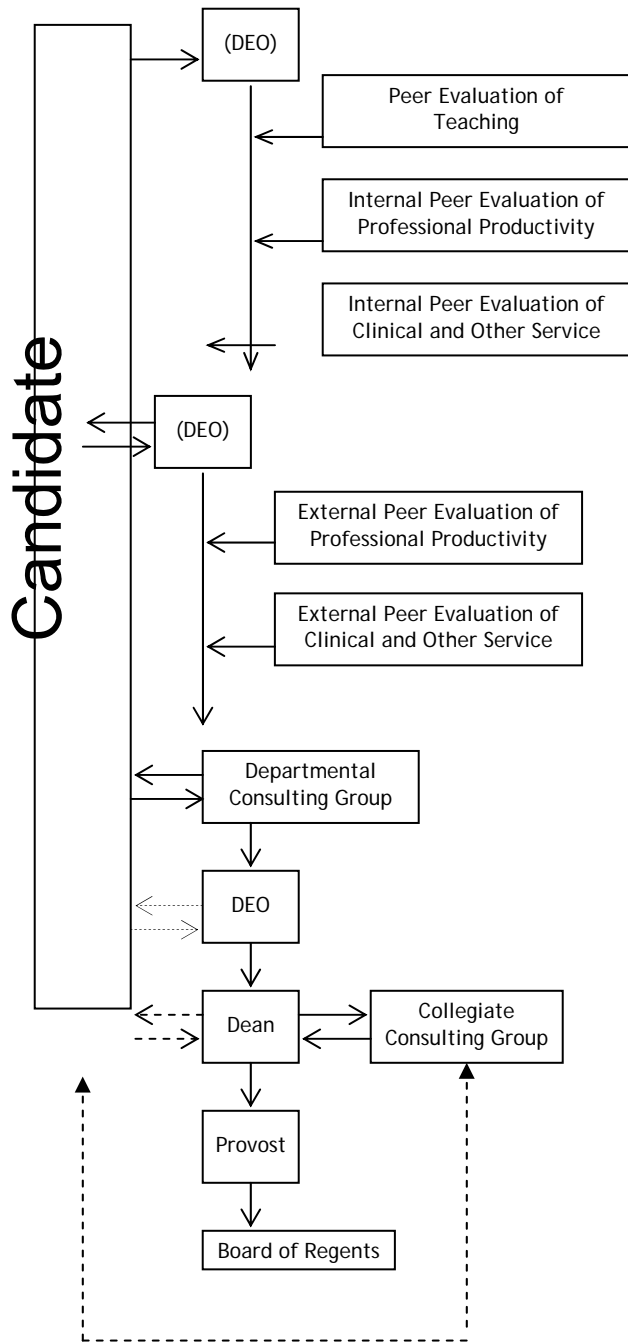 Candidate
(DEO)
Peer Evaluation of
Teaching
Internal Peer Evaluation of
Professional Productivity
Internal Peer Evaluation of
Clinical and Other Service
(DEO)
External Peer Evaluation of
Professional Productivity
External Peer Evaluation of
Clinical and Other Service
Departmental
Consulting Group
DEO
Dean
Collegiate
Consulting Group
Provost
Board of Regents